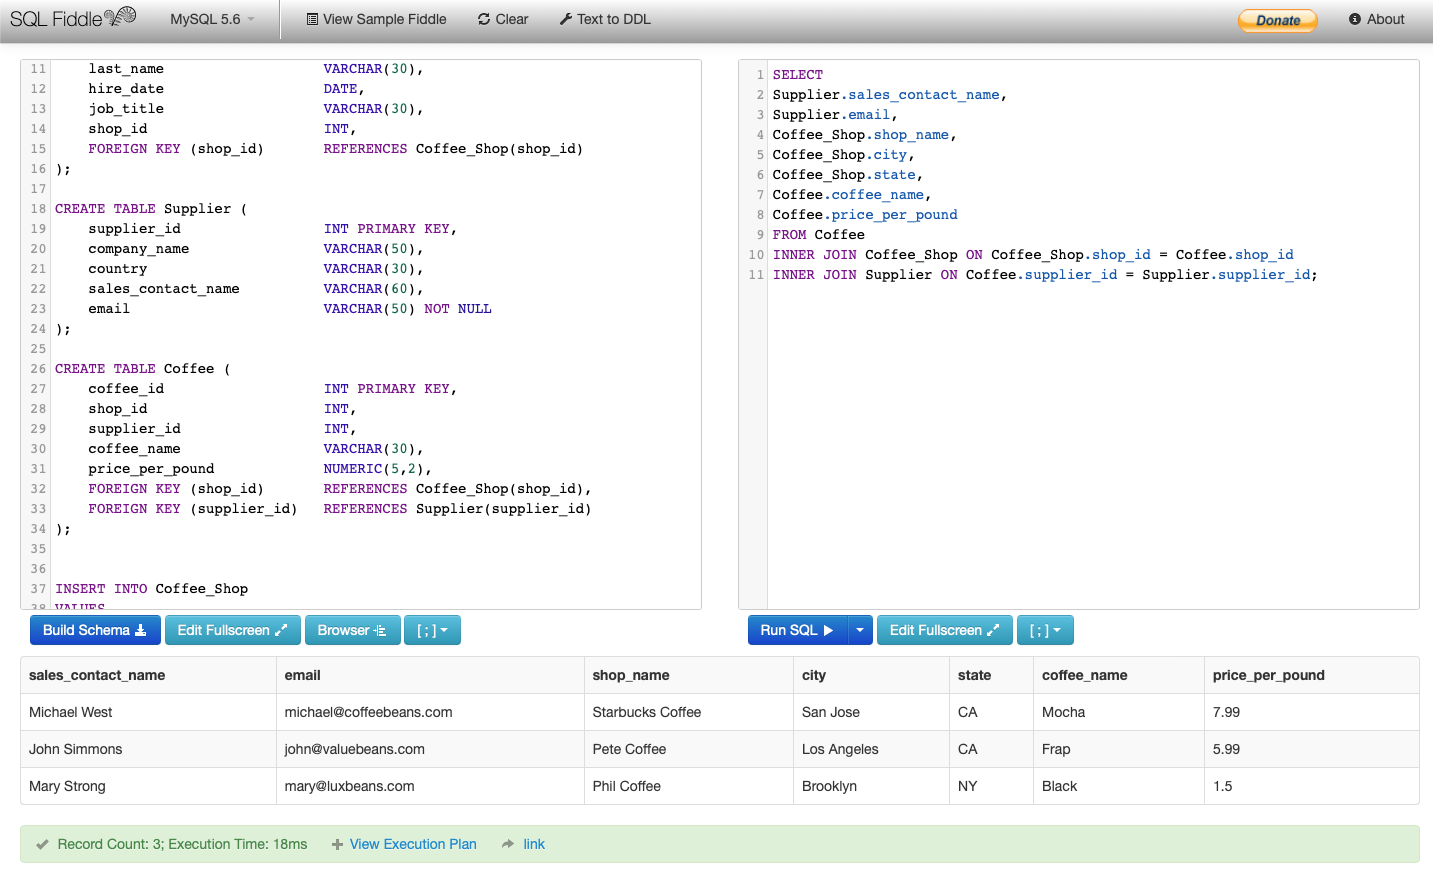 SQL Fiddle MySQL 5.6 View Sample Fiddle Clear Text to DDL Donate About
11 last_name VARCHAR(30),
12 hire_date DATE,
13 job_title VARCHAR(30),
14 shop_id INT,
15 FOREIGN KEY (shop_id) REFERENCES Coffee_Shop(shop_id)
16 );
17
18 CREATE TABLE Supplier (
19 supplier_id INT PRIMARY KEY,
20 company_name VARCHAR(50),
21 country VARCHAR(30),
22 sales_contact_name VARCHAR(60),
23 email VARCHAR(50) NOT NULL
24 );
25
26 CREATE TABLE Coffee (
27 coffee_id INT PRIMARY KEY,
28 shop_id INT,
29 supplier_id INT,
30 coffee_name VARCHAR(30),
31 price_per_pound NUMERIC(5,2),
32 FOREIGN KEY (shop_id) REFERENCES Coffee_Shop(shop_id),
33 FOREIGN KEY (supplier_id) REFERENCES Supplier(supplier_id)
34 );
35
36
37 INSERT INTO Coffee_Shop
38 VALUES
Build Schema Edit Fullscreen Browser [ ; ]
1 SELECT
2 Supplier.sales_contact_name,
3 Supplier.email,
4 Coffee_Shop.shop_name,
5 Coffee_Shop.city,
6 Coffee_Shop.state,
7 Coffee.coffee_name,
8 Coffee.price_per_pound
9 FROM Coffee
10 INNER JOIN Coffee_Shop ON Coffee_Shop.shop_id = Coffee.shop_id
11 INNER JOIN Supplier ON Coffee.supplier_id = Supplier.supplier_id;
Run SQL Edit Fullscreen [ ; ]
sales_contact_name email shop_name city state coffee_name price_per_pound
Michael West michael@coffeebeans.com Starbucks Coffee San Jose CA Mocha 7.99
John Simmons john@valuebeans.com Pete Coffee Los Angeles CA Frap 5.99
Mary Strong mary@luxbeans.com Phil Coffee Brooklyn NY Black 1.5
Record Count: 3; Execution Time: 18ms View Execution Plan link